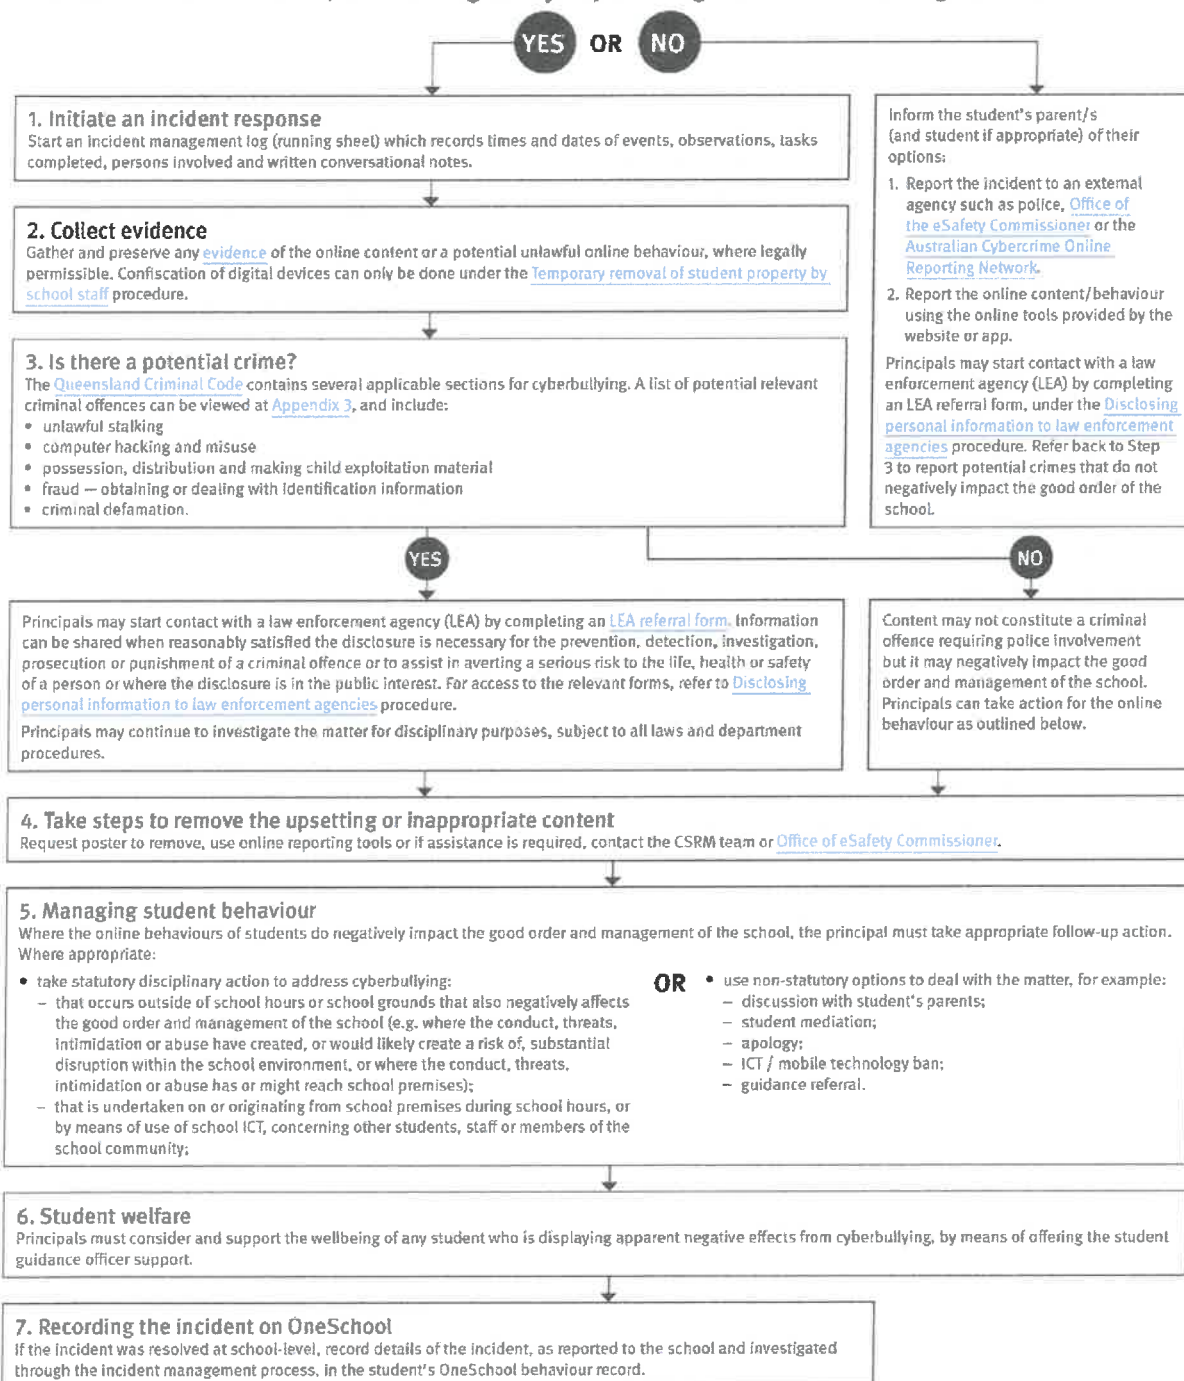 YES OR NO
1. Initiate an incident response
Start an incident management log (running sheet) which records times and dates of events, observations, tasks
completed, persons involved and written conversational notes.
Inform the student's parent/s
(and student if appropriate) of their
options:
1. Report the incident to an external
agency such as police, Office of
the eSafety Commissioner or the
Australian Cybercrime Online
Reporting Network.
2. Report the online content/behaviour
using the online tools provided by the
website or app.
Principals may start contact with a law
enforcement agency (LEA) by completing
an LEA referral form, under the Disclosing
personal information to law enforcement
agencies procedure. Refer back to Step
3 to report potential crimes that do not
negatively impact the good order of the
school.
2. Collect evidence
Gather and preserve any evidence of the online content or a potential unlawful online behaviour, where legally
permissible. Confiscation of digital devices can only be done under the Temporary removal of student property by
school staff procedure.
3. Is there a potential crime?
The Queensland Criminal Code contains several applicable sections for cyberbullying. A list of potential relevant
criminal offences can be viewed at Appendix 3, and include:
• unlawful stalking
• computer hacking and misuse
• possession, distribution and making child exploitation material
• fraud — obtaining or dealing with identification information
• criminal defamation.
YES
NO
Principals may start contact with a law enforcement agency (LEA) by completing an LEA referral form. Information
can be shared when reasonably satisfied the disclosure is necessary for the prevention, detection, investigation,
prosecution or punishment of a criminal offence or to assist in averting a serious risk to the life, health or safety
of a person or where the disclosure is in the public interest. For access to the relevant forms, refer to Disclosing
personal information to law enforcement agencies procedure.
Principals may continue to investigate the matter for disciplinary purposes, subject to all laws and department
procedures.
Content may not constitute a criminal
offence requiring police involvement
but it may negatively impact the good
order and management of the school.
Principals can take action for the online
behaviour as outlined below.
4. Take steps to remove the upsetting or inappropriate content
Request poster to remove, use online reporting tools or if assistance is required, contact the CSRM team or Office of eSafety Commissioner.
5. Managing student behaviour
Where the online behaviours of students do negatively impact the good order and management of the school, the principal must take appropriate follow-up action.
Where appropriate:
• take statutory disciplinary action to address cyberbullying:
– that occurs outside of school hours or school grounds that also negatively affects
the good order and management of the school (e.g. where the conduct, threats,
intimidation or abuse have created, or would likely create a risk of, substantial
disruption within the school environment, or where the conduct, threats,
intimidation or abuse has or might reach school premises);
– that is undertaken on or originating from school premises during school hours, or
by means of use of school ICT, concerning other students, staff or members of the
school community;
OR
• use non-statutory options to deal with the matter, for example:
– discussion with student's parents;
– student mediation;
– apology;
– ICT / mobile technology ban;
– guidance referral.
6. Student welfare
Principals must consider and support the wellbeing of any student who is displaying apparent negative effects from cyberbullying, by means of offering the student
guidance officer support.
7. Recording the incident on OneSchool
If the incident was resolved at school-level, record details of the incident, as reported to the school and investigated
through the incident management process, in the student's OneSchool behaviour record.